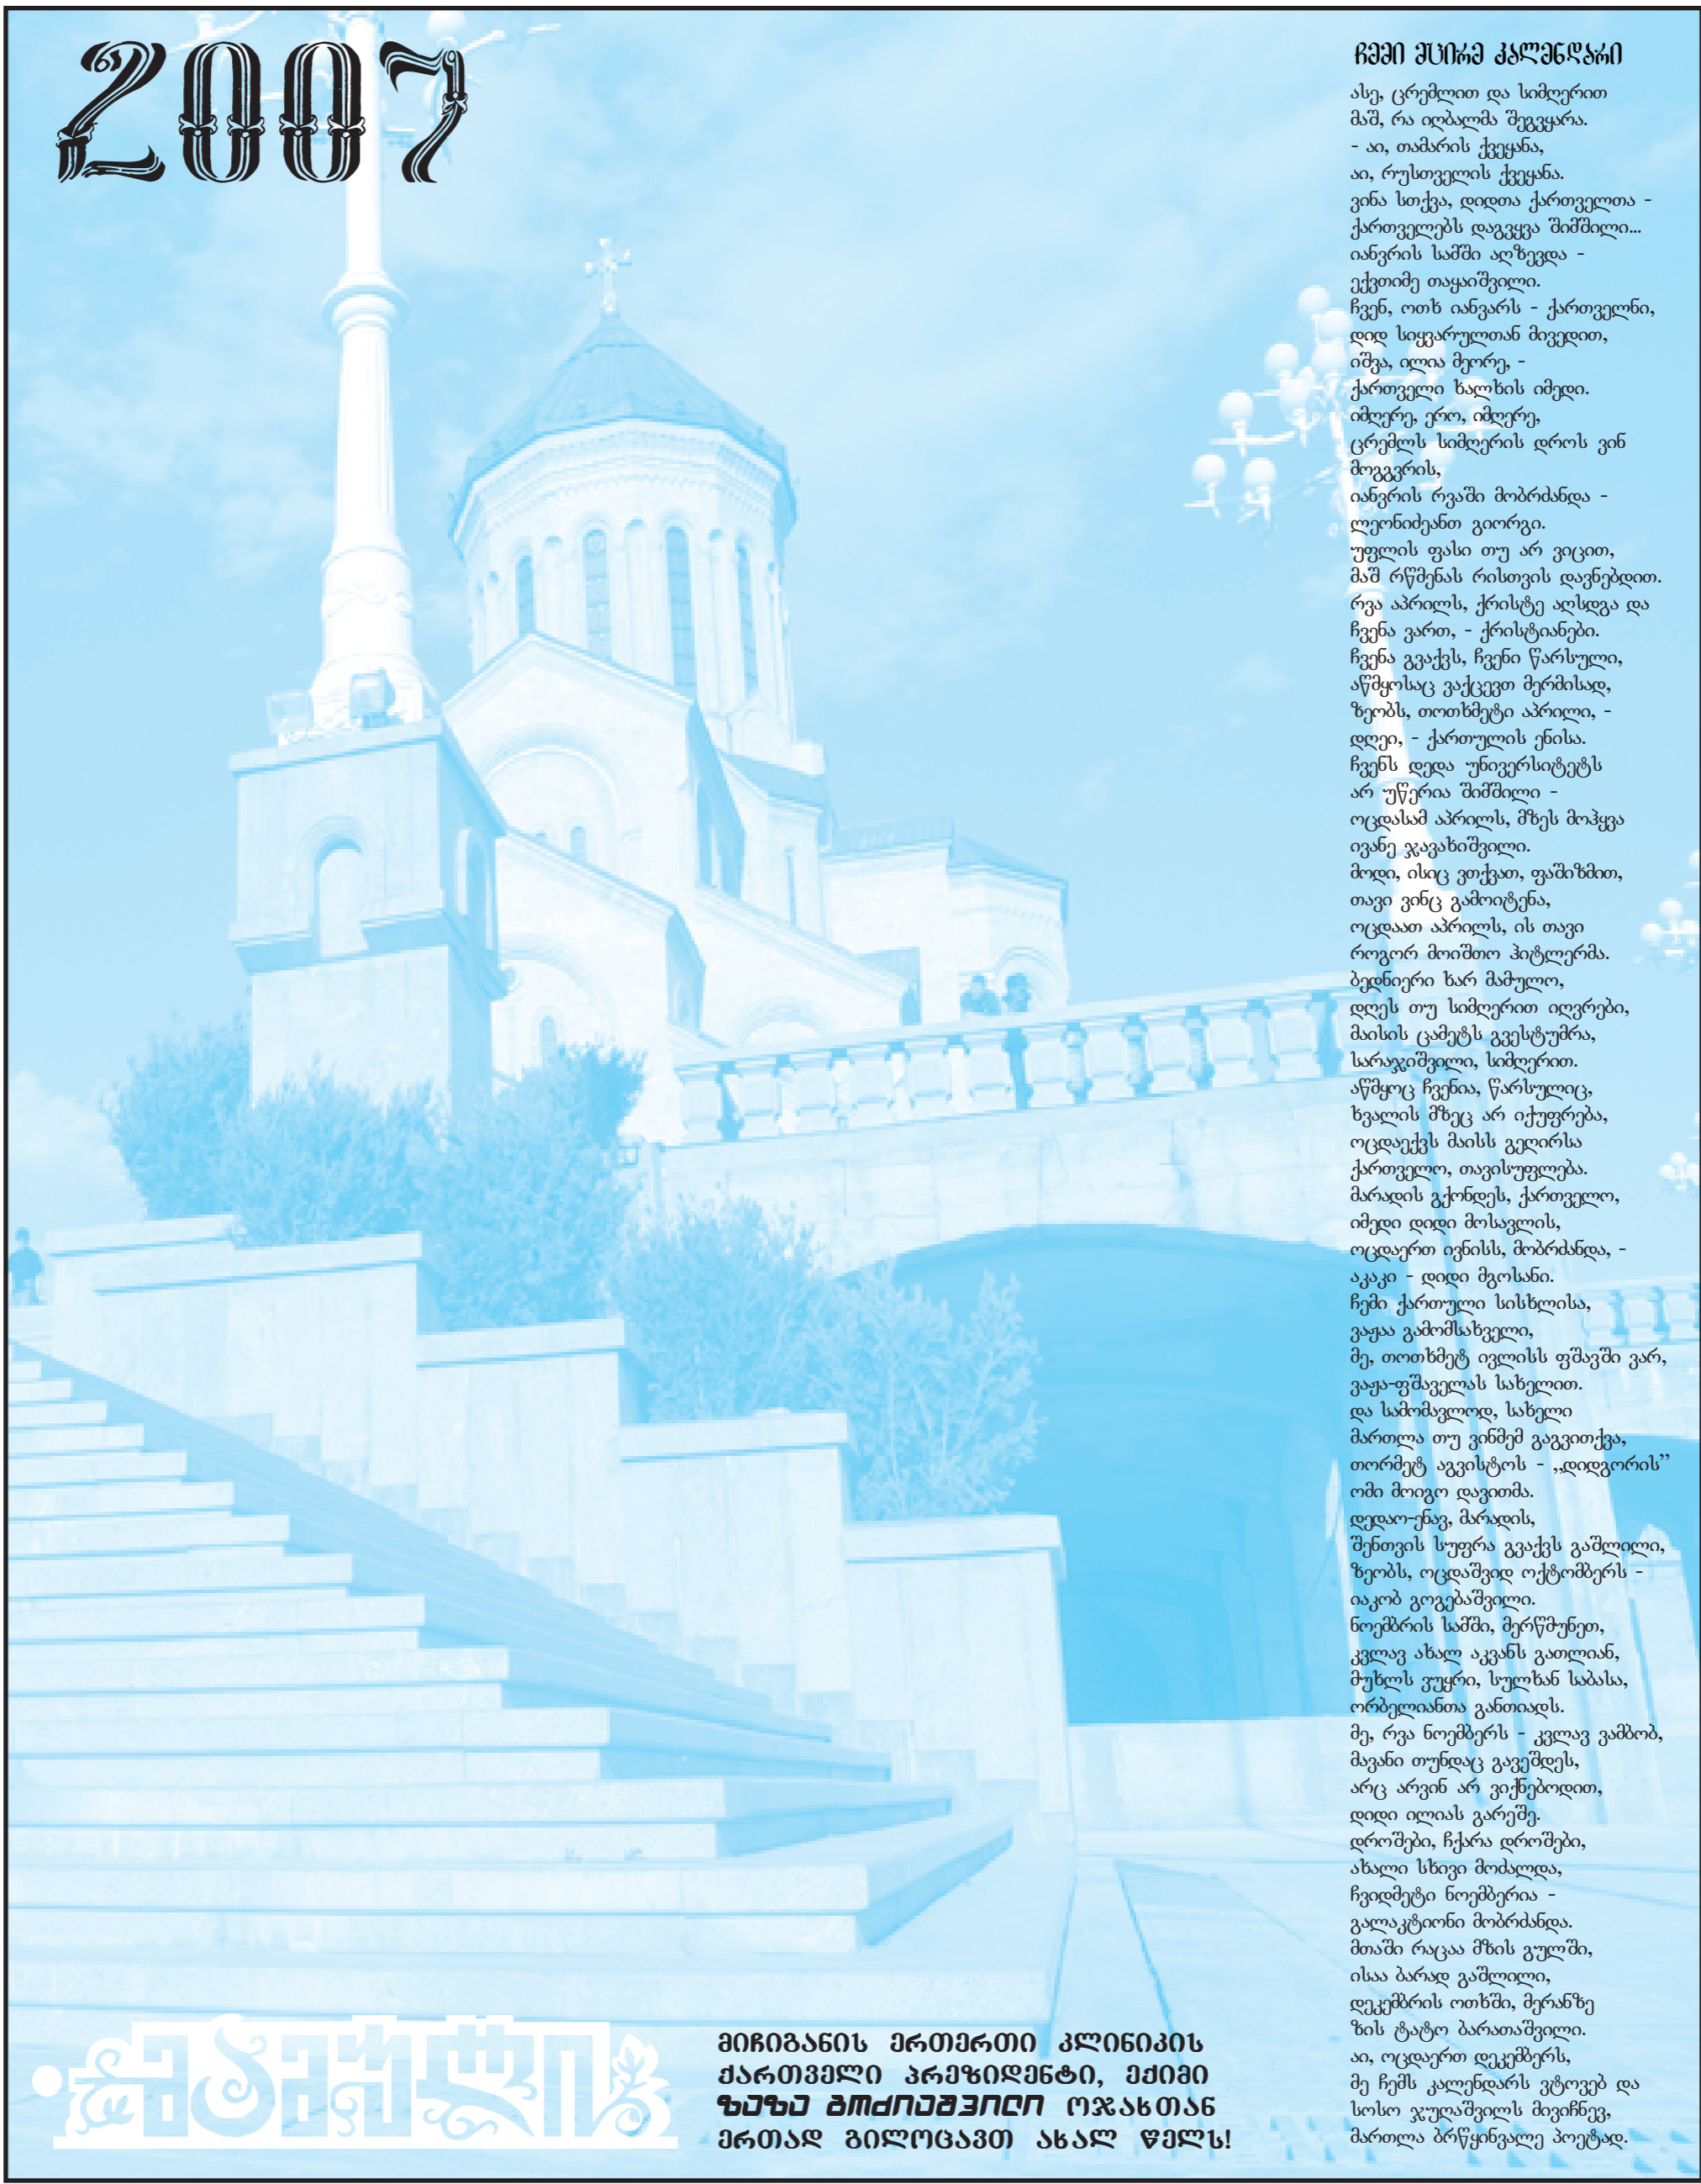 2007
ჩემი მცირე კალენდარი
ასე, ცრემლით და სიმღერით
მაშ, რა იღბალმა შეგვყარა.
- აი, თამარის ქვეყანა,
აი, რუსთველის ქვეყანა.
ვინა სთქვა, დიდთა ქართველთა -
ქართველებს დაგვყვა შიმშილი...
იანვრის სამში აღზევდა -
ექვთიმე თაყაიშვილი.
ჩვენ, ოთხ იანვარს - ქართველნი,
დიდ სიყვარულთან მივედით,
იშვა, ილია მეორე, -
ქართველი ხალხის იმედი.
იმღერე, ერო, იმღერე,
ცრემლს სიმღერის დროს ვინ
მოგგვრის,
იანვრის რვაში მობრძანდა -
ლეონიძეანთ გიორგი.
უფლის ფასი თუ არ ვიცით,
მაშ რწმენას რისთვის დავნებდით.
რვა აპრილს, ქრისტე აღსდგა და
ჩვენა ვართ, - ქრისტიანები.
ჩვენა გვაქვს, ჩვენი წარსული,
აწმყოსაც ვაქცევთ მერმისად,
ზეობს, თოთხმეტი აპრილი, -
დღეი, - ქართულის ენისა.
ჩვენს დედა უნივერსიტეტს
არ უწერია შიმშილი -
ოცდასამ აპრილს, მზეს მოჰყვა
ივანე ჯავახიშვილი.
მოდი, ისიც ვთქვათ, ფაშიზმით,
თავი ვინც გამოიტენა,
ოცდაათ აპრილს, ის თავი
როგორ მოიშთო ჰიტლერმა.
ბედნიერი ხარ მამულო,
დღეს თუ სიმღერით იღვრები,
მაისის ცამეტს გვესტუმრა,
სარაჯიშვილი, სიმღერით.
აწმყოც ჩვენია, წარსულიც,
ხვალის მზეც არ იქუფრება,
ოცდაექვს მაისს გეღირსა
ქართველო, თავისუფლება.
მარადის გქონდეს, ქართველო,
იმედი დიდი მოსავლის,
ოცდაერთ ივნისს, მობრძანდა, -
აკაკი - დიდი მგოსანი.
ჩემი ქართული სისხლისა,
ვაჟაა გამომსახველი,
მე, თოთხმეტ ივლისს ფშავში ვარ,
ვაჟა-ფშაველას სახელით.
და სამომავლოდ, სახელი
მართლა თუ ვინმემ გაგვითქვა,
თორმეტ აგვისტოს - „დიდგორის”
ომი მოიგო დავითმა.
დედაო-ენავ, მარადის,
შენთვის სუფრა გვაქვს გაშლილი,
ზეობს, ოცდაშვიდ ოქტომბერს -
იაკობ გოგებაშვილი.
ნოემბრის სამში, მერწმუნეთ,
კვლავ ახალ აკვანს გათლიან,
მუხლს ვუყრი, სულხან საბასა,
ორბელიანთა განთიადს.
მე, რვა ნოემბერს - კვლავ ვამბობ,
მავანი თუნდაც გავეშდეს,
არც არვინ არ ვიქნებოდით,
დიდი ილიას გარეშე.
დროშები, ჩქარა დროშები,
ახალი სხივი მოძალდა,
ჩვიდმეტი ნოემბერია -
გალაკტიონი მობრძანდა.
მთაში რაცაა მზის გულში,
ისაა ბარად გაშლილი,
დეკემბრის ოთხში, მერანზე
ზის ტატო ბარათაშვილი.
აი, ოცდაერთ დეკემბერს,
მე ჩემს კალენდარს ვტოვებ და
სოსო ჯუღაშვილს მივიჩნევ,
მართლა ბრწყინვალე პოეტად.
მიჩიგანის ერთერთი კლინიკის
ქართველი პრეზიდენტი, ექიმი
ზაზა ოჯახთან
ერთად გილოცავთ ახალ წელს!